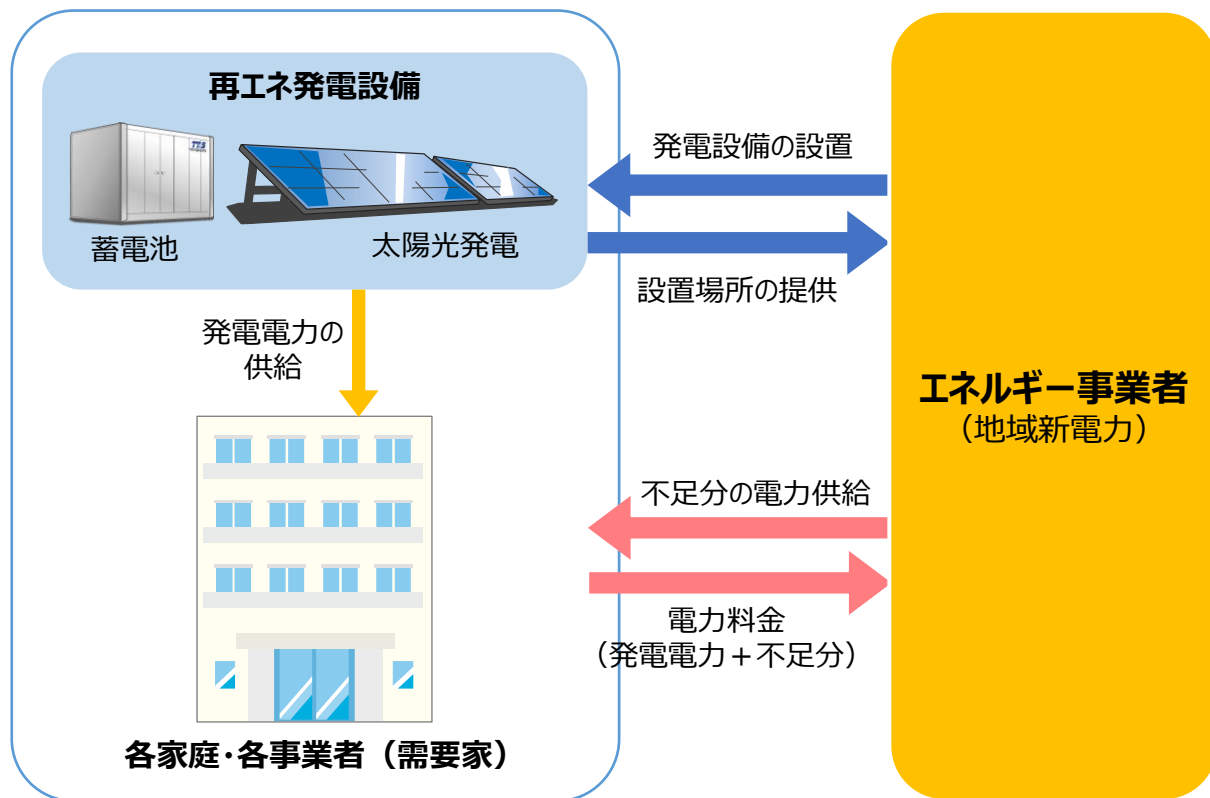 再エネ発電設備
TTS
蓄電池
太陽光発電
発電設備の設置
設置場所の提供
発電電力の
供給
エネルギー事業者
（地域新電力）
不足分の電力供給
電力料金
（発電電力＋不足分）
各家庭・各事業者（需要家）